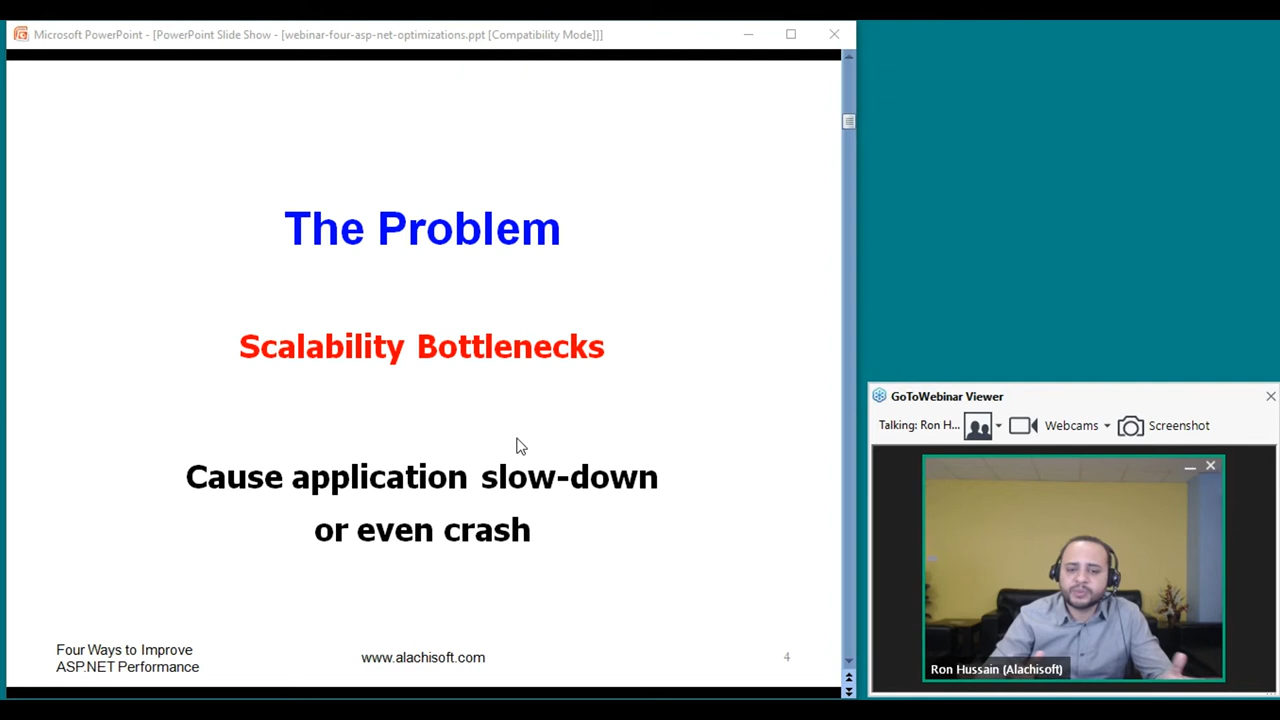 Microsoft PowerPoint - [PowerPoint Slide Show - [webinar-four-asp-net-optimizations.ppt [Compatibility Mode]]]
The Problem
Scalability Bottlenecks
Cause application slow-down
or even crash
Four Ways to Improve
ASP.NET Performance
www.alachisoft.com
4
GoToWebinar Viewer
Talking: Ron H...
Webcams
Screenshot
Ron Hussain (Alachisoft)